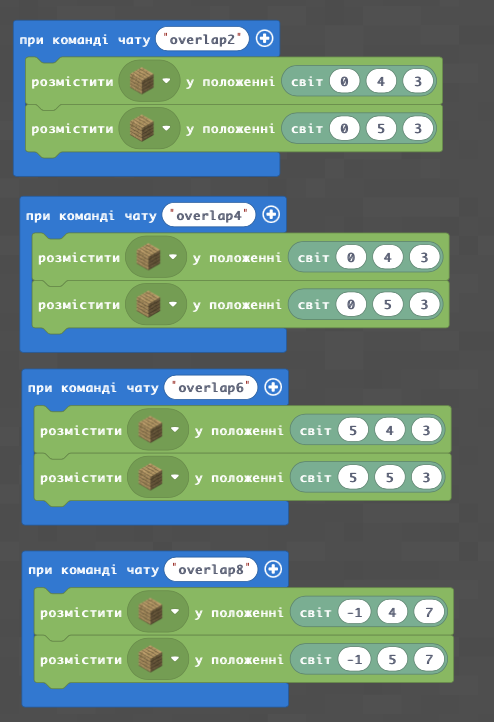 при команді чату "overlap2"
розмістити у положенні світ 0 4 3
розмістити у положенні світ 0 5 3
при команді чату "overlap4"
розмістити у положенні світ 0 4 3
розмістити у положенні світ 0 5 3
при команді чату "overlap6"
розмістити у положенні світ 5 4 3
розмістити у положенні світ 5 5 3
при команді чату "overlap8"
розмістити у положенні світ -1 4 7
розмістити у положенні світ -1 5 7